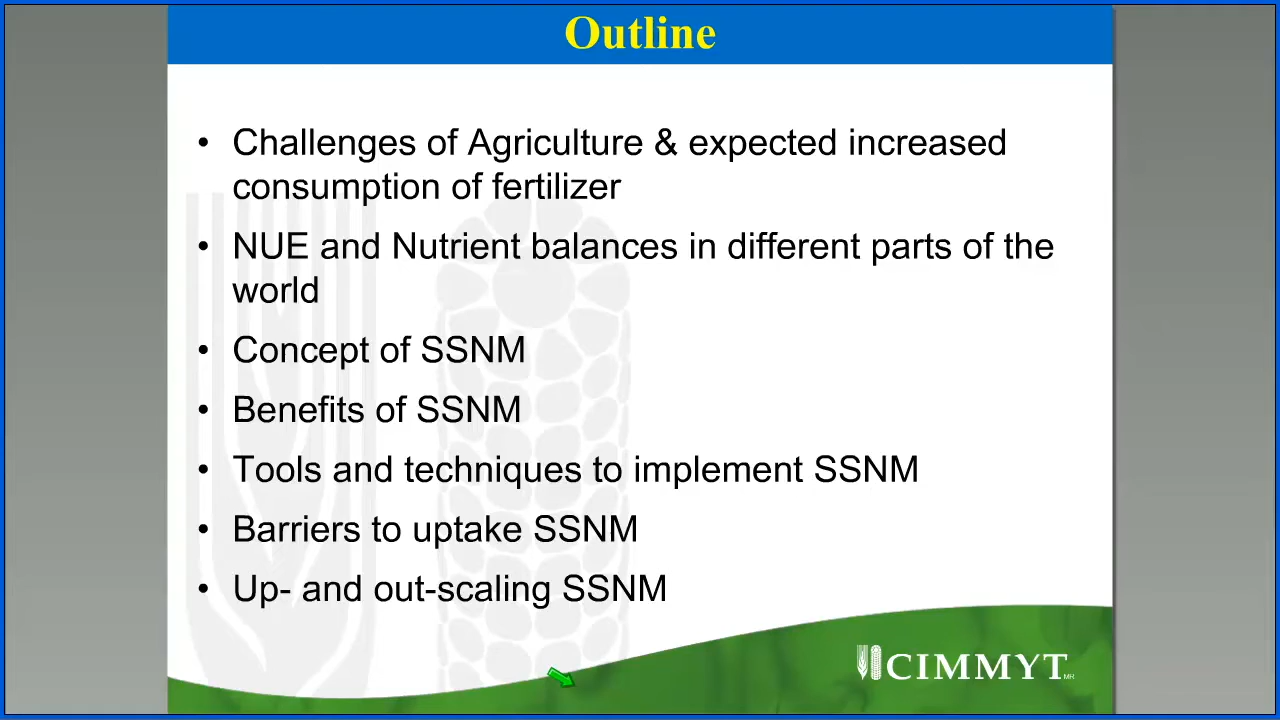 Outline
• Challenges of Agriculture & expected increased
consumption of fertilizer
• NUE and Nutrient balances in different parts of the
world
• Concept of SSNM
• Benefits of SSNM
• Tools and techniques to implement SSNM
• Barriers to uptake SSNM
• Up- and out-scaling SSNM
CIMMYT MR